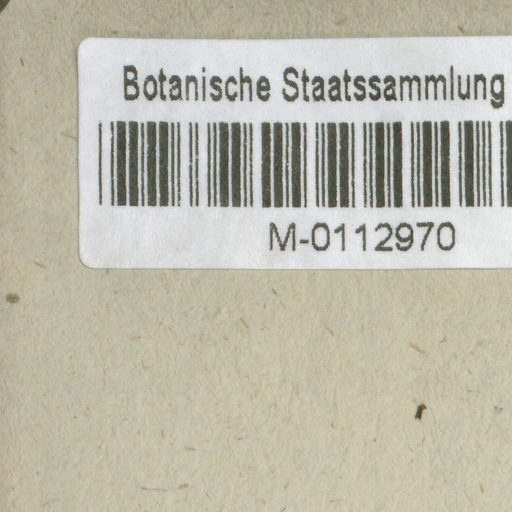 Botanische Staatssammlung
M-0112970